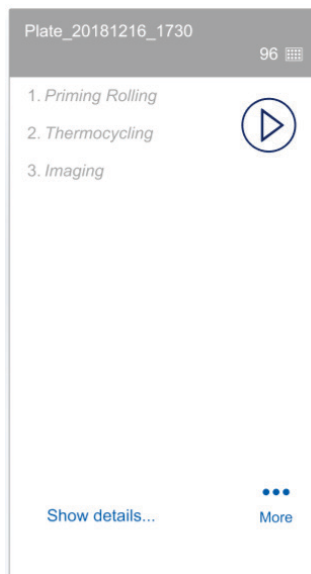 Plate_20181216_1730
96
1. Priming Rolling
2. Thermocycling
3. Imaging
Show details...
More